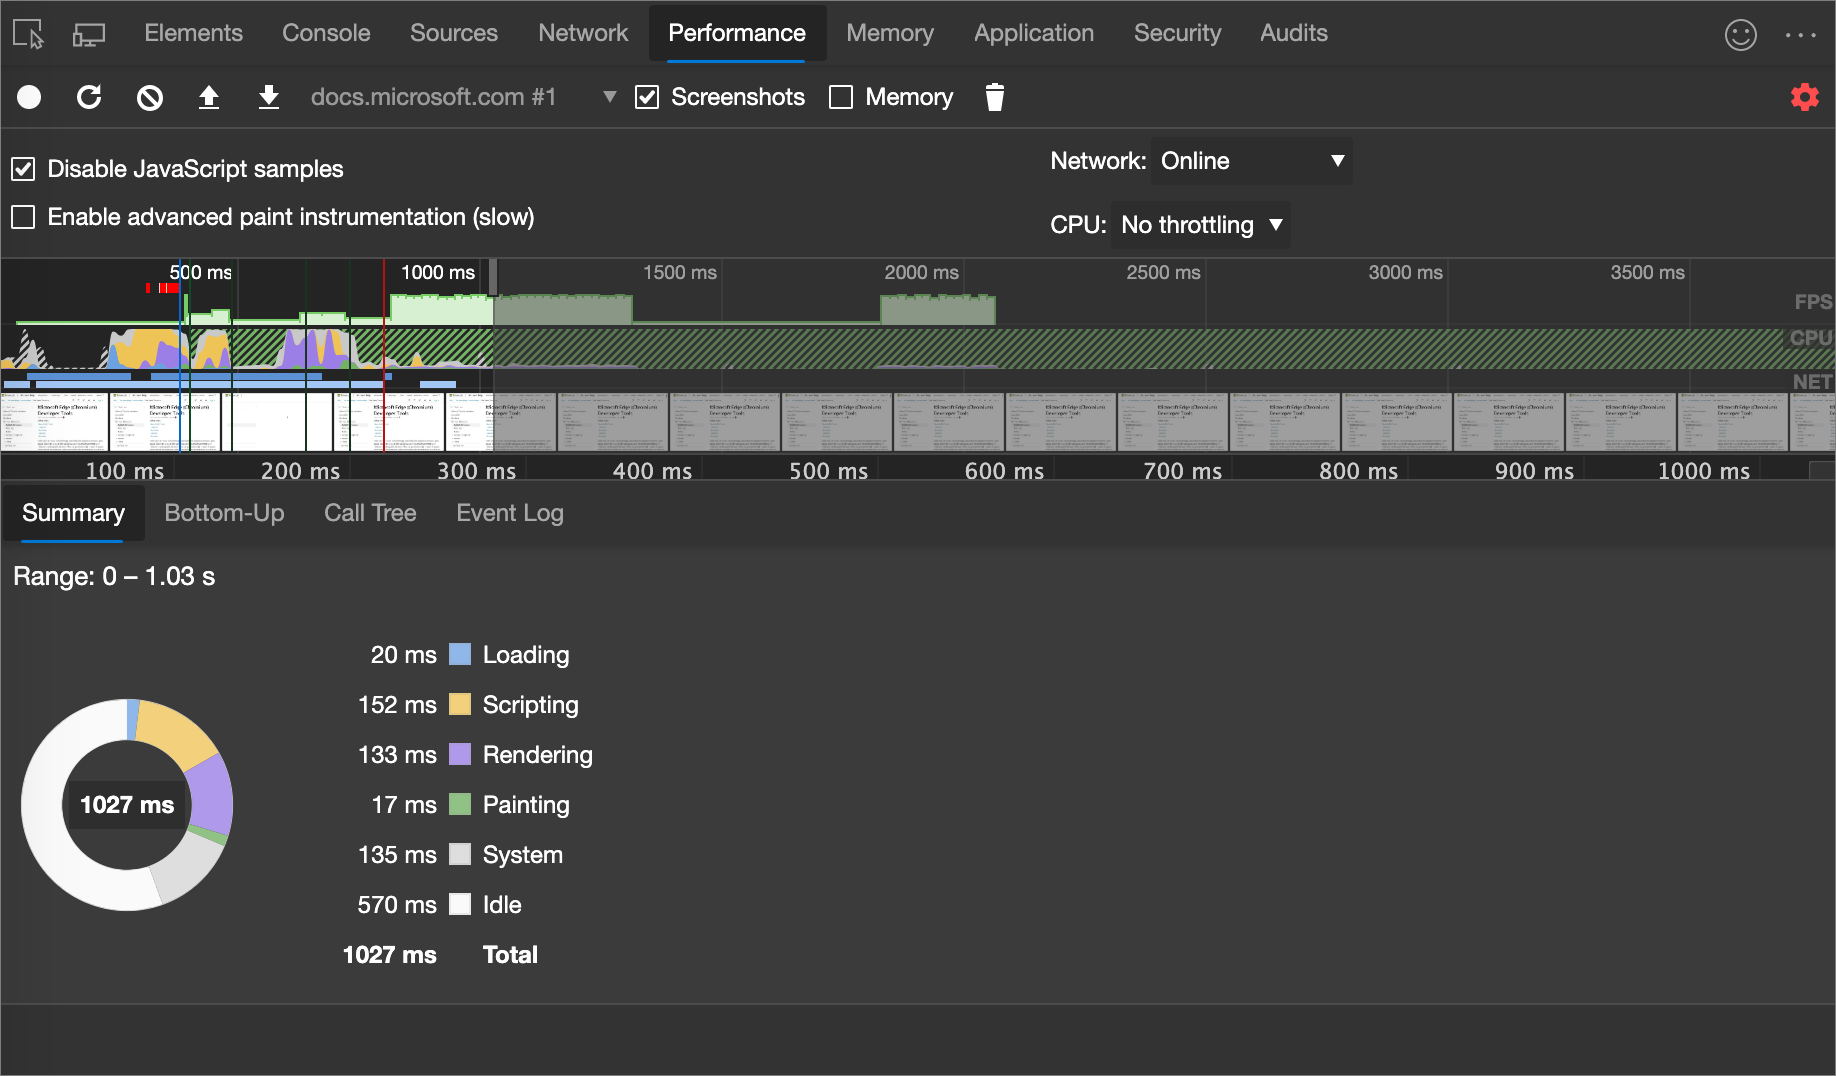 Elements Console Sources Network Performance Memory Application Security Audits
docs.microsoft.com #1 Screenshots Memory
Disable JavaScript samples
Network: Online
Enable advanced paint instrumentation (slow)
CPU: No throttling
500 ms 1000 ms 1500 ms 2000 ms 2500 ms 3000 ms 3500 ms
FPS
CPU
NET
100 ms 200 ms 300 ms 400 ms 500 ms 600 ms 700 ms 800 ms 900 ms 1000 ms
Summary Bottom-Up Call Tree Event Log
Range: 0 – 1.03 s
20 ms Loading
152 ms Scripting
133 ms Rendering
17 ms Painting
1027 ms
135 ms System
570 ms Idle
1027 ms Total